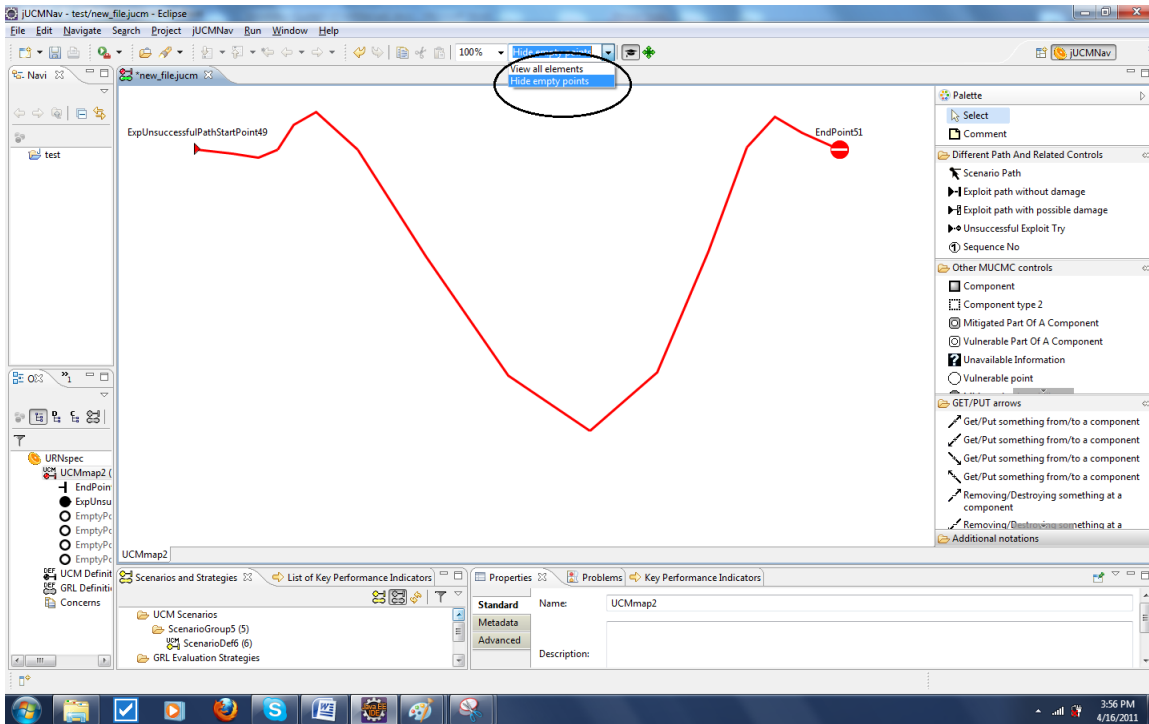 jUCMNav - test/new_file.jucm - Eclipse
File Edit Navigate Search Project jUCMNav Run Window Help
100% Hide empty points jUCMNav
View all elements
Hide empty points
Navi *new_file.jucm
test
ExpUnsuccessfulPathStartPoint49
EndPoint51
Palette
Select
Comment
Different Path And Related Controls
Scenario Path
Exploit path without damage
Exploit path with possible damage
Unsuccessful Exploit Try
Sequence No
Other MUCMC controls
Component
Component type 2
Mitigated Part Of A Component
Vulnerable Part Of A Component
Unavailable Information
Vulnerable point
GET/PUT arrows
Get/Put something from/to a component
Get/Put something from/to a component
Get/Put something from/to a component
Get/Put something from/to a component
Removing/Destroying something at a
component
Removing/Destroying something at a
Additional notations
URNspec
UCMmap2 (
EndPoin
ExpUnsu
EmptyPo
EmptyPo
EmptyPo
EmptyPo
UCM Definit
GRL Definiti
Concerns
UCMmap2
Scenarios and Strategies List of Key Performance Indicators
UCM Scenarios
ScenarioGroup5 (5)
ScenarioDef6 (6)
GRL Evaluation Strategies
Properties Problems Key Performance Indicators
Standard
Metadata
Advanced
Name: UCMmap2
Description:
3:56 PM
4/16/2011